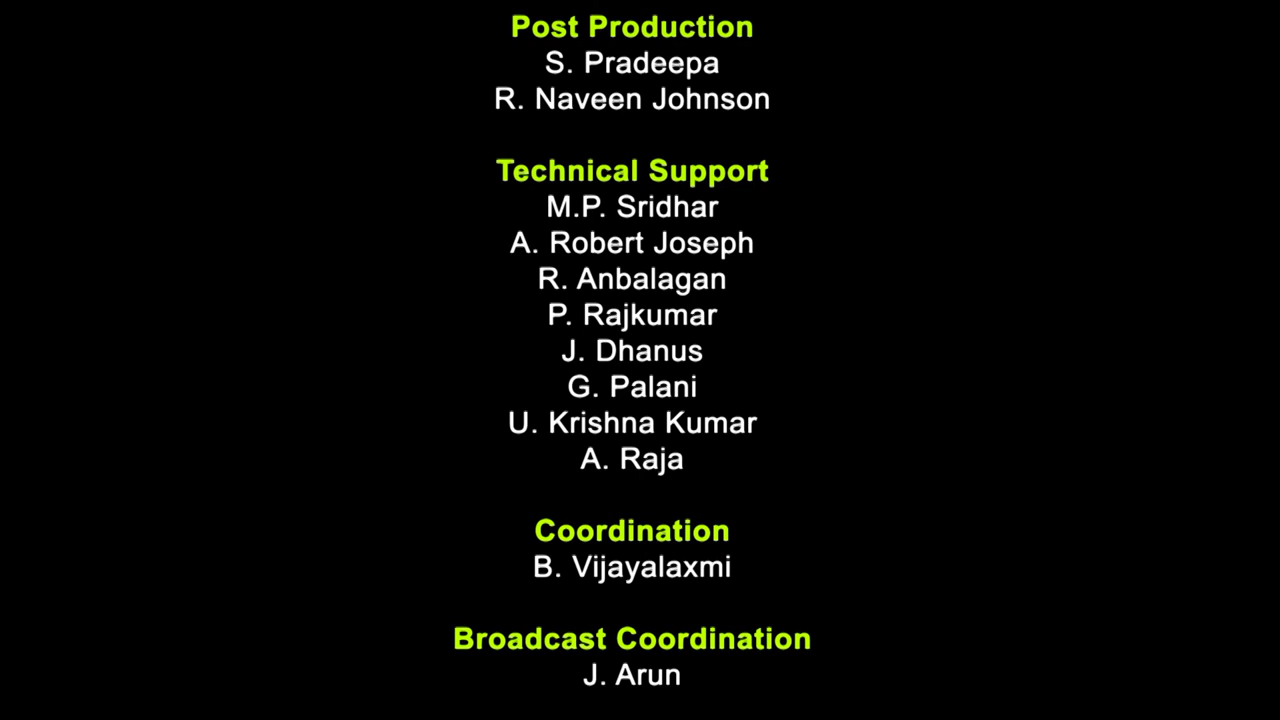 Post Production
S. Pradeepa
R. Naveen Johnson
Technical Support
M.P. Sridhar
A. Robert Joseph
R. Anbalagan
P. Rajkumar
J. Dhanus
G. Palani
U. Krishna Kumar
A. Raja
Coordination
B. Vijayalaxmi
Broadcast Coordination
J. Arun